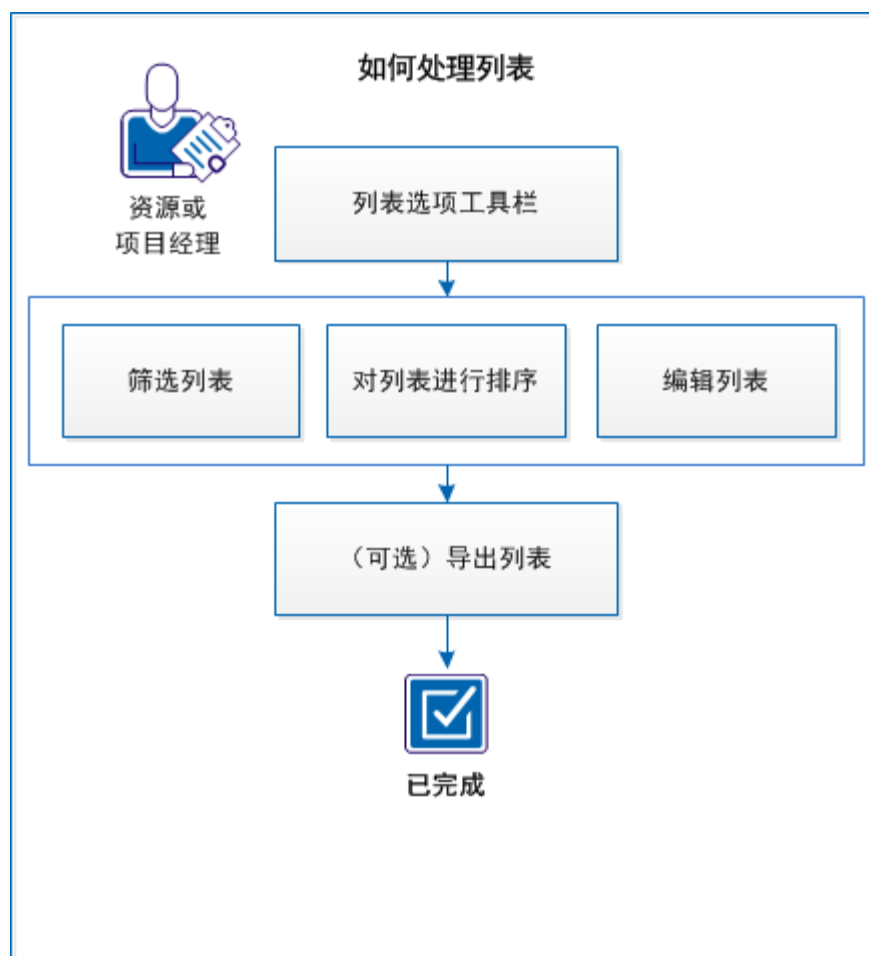 如何处理列表
资源或
项目经理
列表选项工具栏
筛选列表
对列表进行排序
编辑列表
（可选）导出列表
已完成